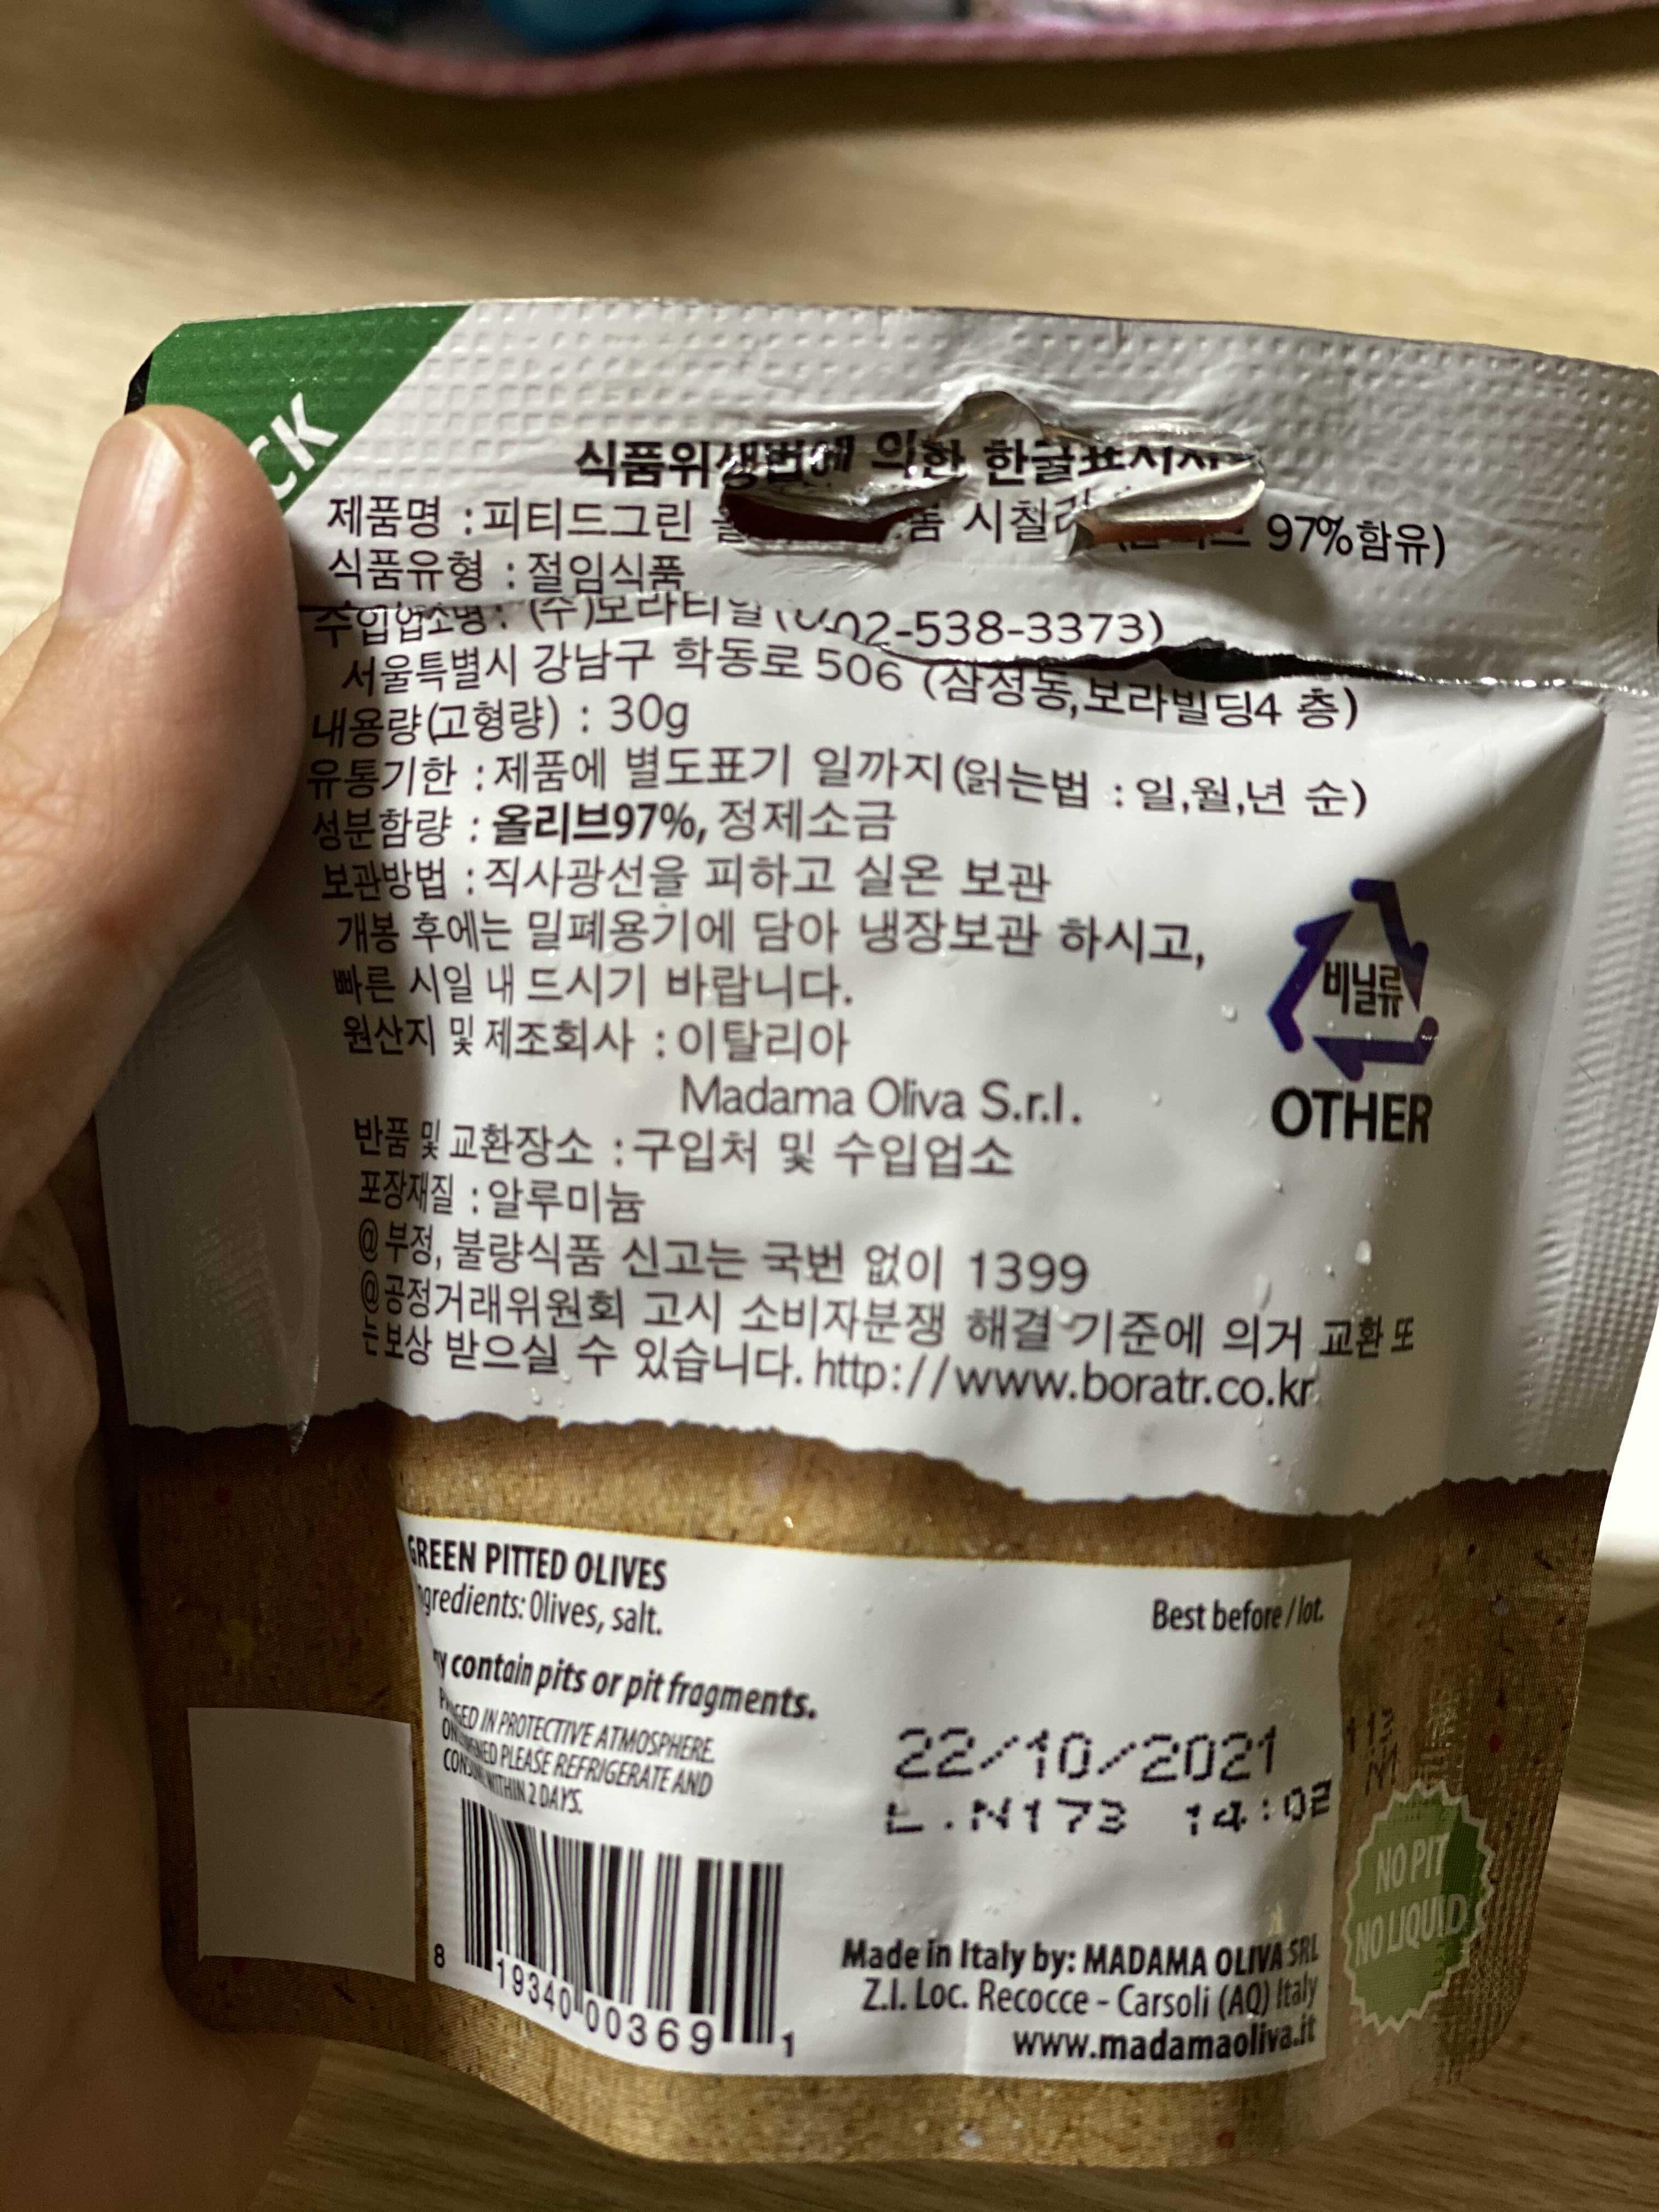 CK
식품위생법에 의한 한글표시사
제품명 : 피티드그린 시칠리 97%함유)
식품유형 : 절임식품
수입업소명 : (주)보라티알 (02-538-3373)
서울특별시 강남구 학동로 506 (삼성동,보라빌딩4 층)
내용량(고형량) : 30g
유통기한 : 제품에 별도표기 일까지(읽는법 : 일,월,년 순)
성분함량 : 올리브97%, 정제소금
보관방법 : 직사광선을 피하고 실온 보관
개봉 후에는 밀폐용기에 담아 냉장보관 하시고,
빠른 시일 내 드시기 바랍니다.
원산지 및 제조회사 : 이탈리아
Madama Oliva S.r.l.
비닐류
OTHER
반품 및 교환장소 : 구입처 및 수입업소
포장재질 : 알루미늄
@ 부정, 불량식품 신고는 국번 없이 1399
@공정거래위원회 고시 소비자분쟁 해결 기준에 의거 교환 또
는보상 받으실 수 있습니다. http://www.boratr.co.kr
GREEN PITTED OLIVES
ngredients: Olives, salt.
y contain pits or pit fragments.
GED IN PROTECTIVE ATMOSPHERE.
NED PLEASE REFRIGERATE AND
WITHIN 2 DAYS.
Best before / lot.
22/10/2021
L.N173 14:02
8 19340 00369 1
Made in Italy by: MADAMA OLIVA SRL
Z.I. Loc. Recocce - Carsoli (AQ) Italy
www.madamaoliva.it
NO PIT
NO LIQUID